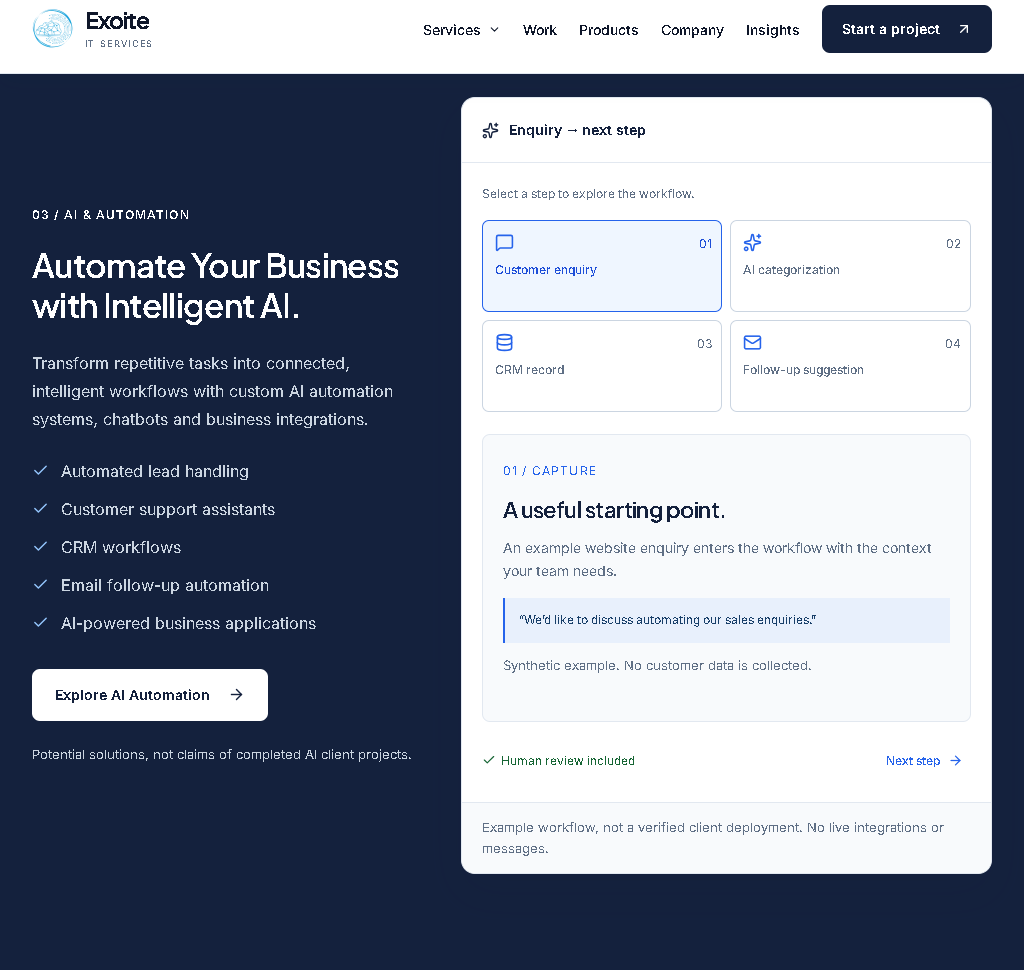 Exoite
IT SERVICES
Services
Work
Products
Company
Insights
Start a project
03 / AI & AUTOMATION
Automate Your Business
with Intelligent AI.
Transform repetitive tasks into connected,
intelligent workflows with custom AI automation
systems, chatbots and business integrations.
Automated lead handling
Customer support assistants
CRM workflows
Email follow-up automation
AI-powered business applications
Explore AI Automation →
Potential solutions, not claims of completed AI client projects.
Enquiry → next step
Select a step to explore the workflow.
01
Customer enquiry
02
AI categorization
03
CRM record
04
Follow-up suggestion
01 / CAPTURE
A useful starting point.
An example website enquiry enters the workflow with the context
your team needs.
“We’d like to discuss automating our sales enquiries.”
Synthetic example. No customer data is collected.
Human review included
Next step →
Example workflow, not a verified client deployment. No live integrations or
messages.